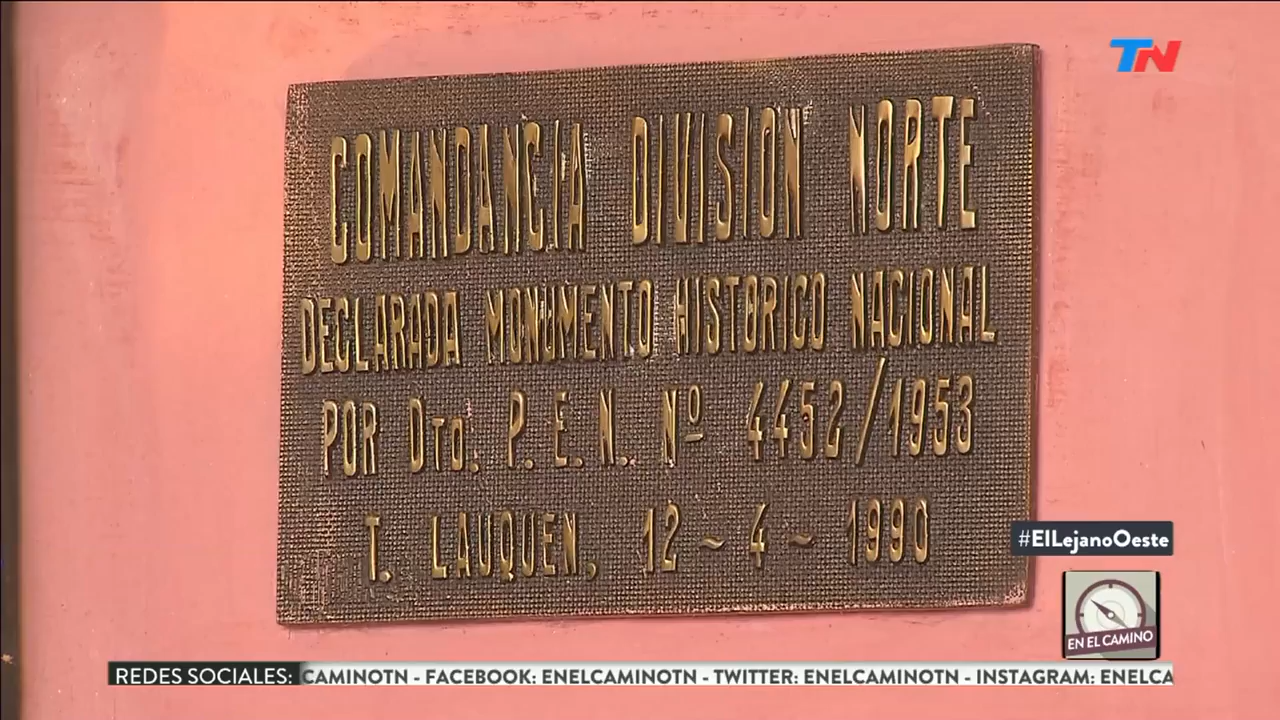 TN
COMANDANCIA DIVISION NORTE
DECLARADA MONUMENTO HISTORICO NACIONAL
POR Dto. P. E. N. Nº 4452/1953
T. LAUQUEN, 12 ~ 4 ~ 1990
#ElLejanoOeste
EN EL CAMINO
REDES SOCIALES: CAMINOTN - FACEBOOK: ENELCAMINOTN - TWITTER: ENELCAMINOTN - INSTAGRAM: ENELCA